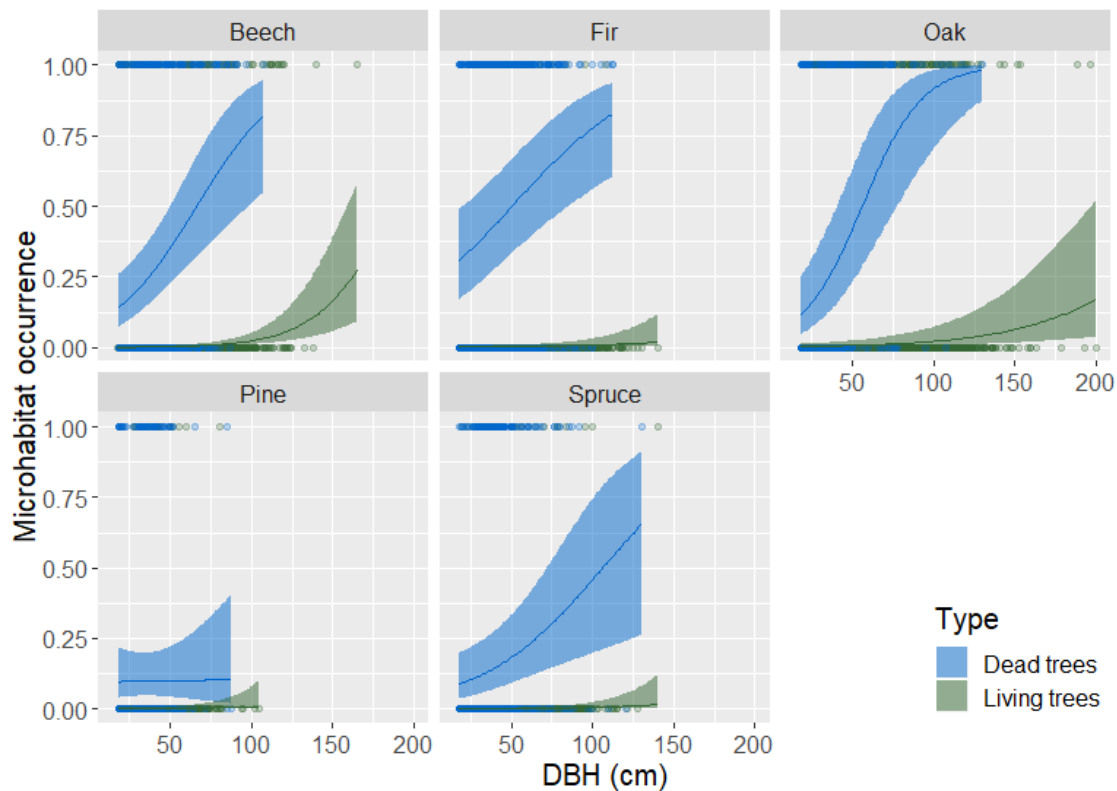 Beech
Fir
Oak
1.00
0.75
0.50
0.25
0.00
50 100 150 200
Pine
Spruce
1.00
0.75
0.50
0.25
0.00
50 100 150 200
50 100 150 200
Microhabitat occurrence
DBH (cm)
Type
Dead trees
Living trees